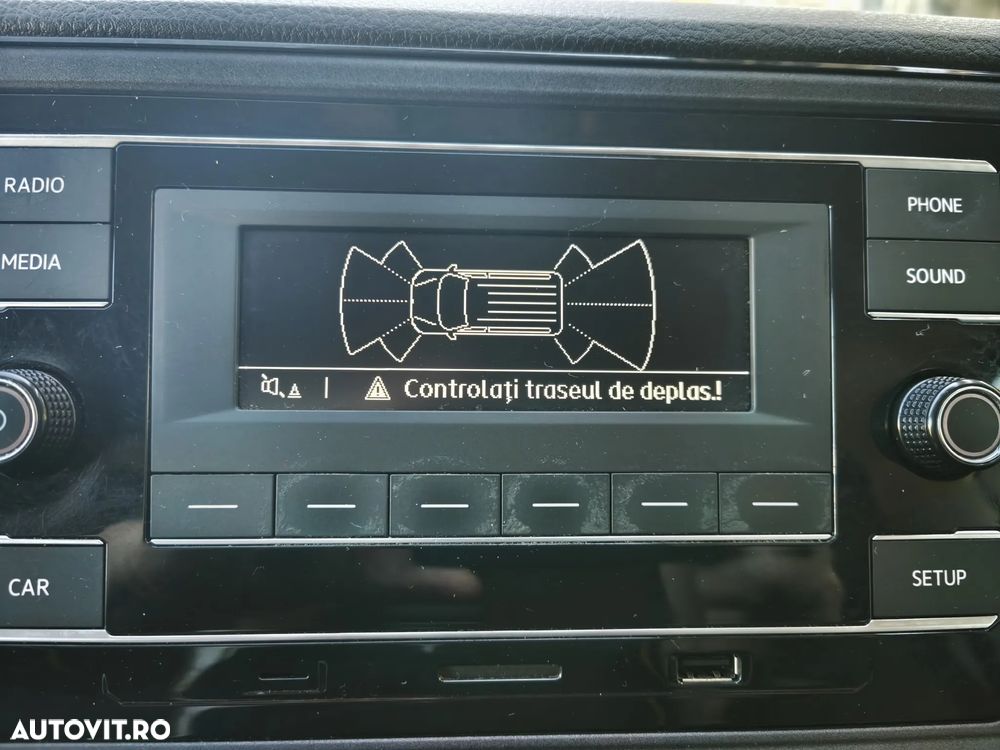 RADIO
PHONE
MEDIA
SOUND
Controlați traseul de deplas.!
CAR
SETUP
AUTOVIT.RO